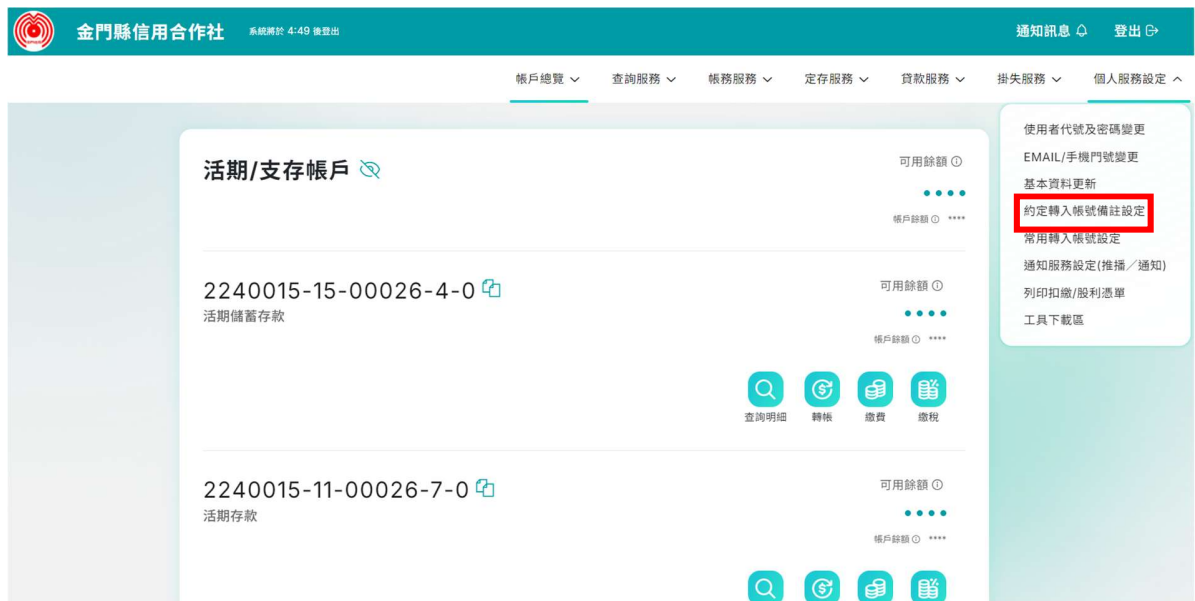 金門縣信用合作社 系統將於 4:49 後登出 通知訊息 登出
帳戶總覽 查詢服務 帳務服務 定存服務 貸款服務 掛失服務 個人服務設定
使用者代號及密碼變更
EMAIL/手機門號變更
基本資料更新
約定轉入帳號備註設定
常用轉入帳號設定
通知服務設定(推播／通知)
列印扣繳/股利憑單
工具下載區
活期/支存帳戶 可用餘額
••••
帳戶餘額 ****
2240015-15-00026-4-0 可用餘額
活期儲蓄存款 ••••
帳戶餘額 ****
查詢明細 轉帳 繳費 繳稅
2240015-11-00026-7-0 可用餘額
活期存款 ••••
帳戶餘額 ****